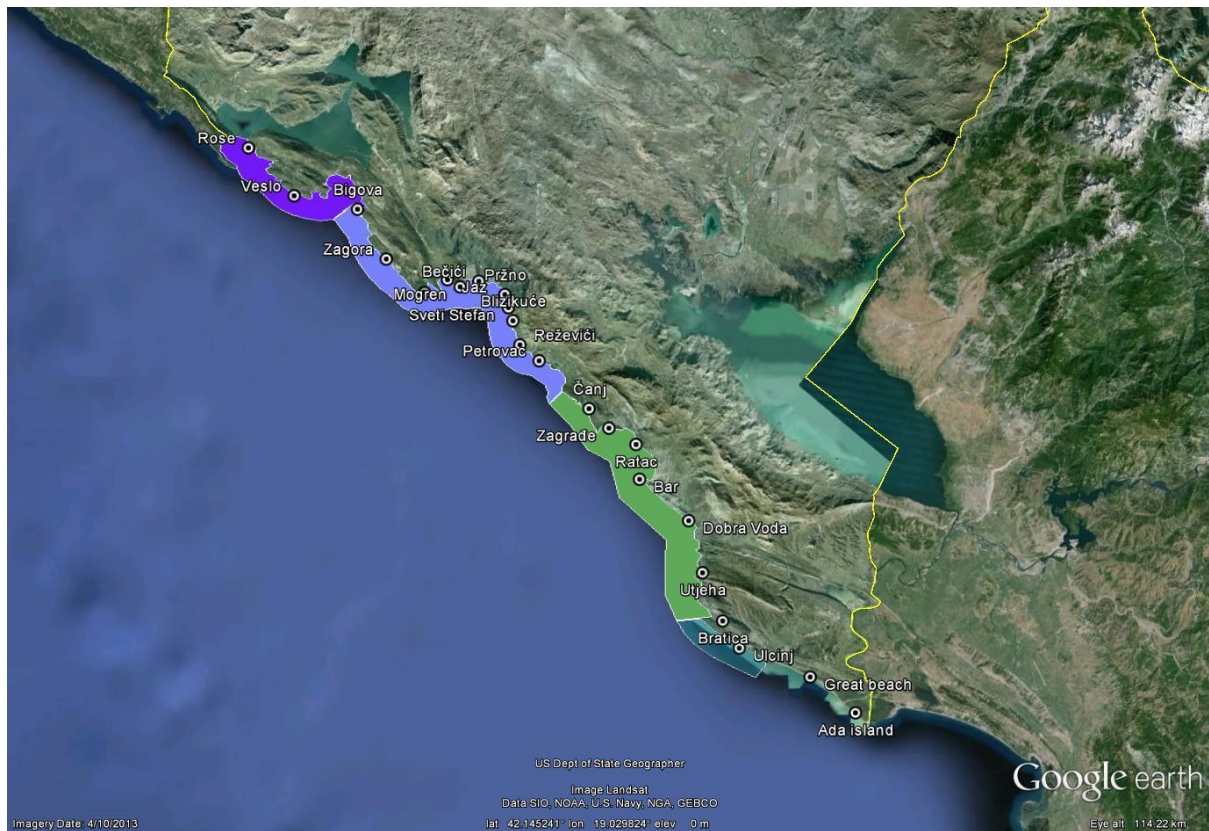 Rose
Veslo
Bigova
Zagora
Bečići
Pržno
Jaz
Mogren
Bližikuće
Sveti Stefan
Reževići
Petrovac
Čanj
Zagrađe
Ratac
Bar
Dobra Voda
Utjeha
Bratica
Ulcinj
Great beach
Ada island
US Dept of State Geographer
Google earth
Image Landsat
Data SIO, NOAA, U.S. Navy, NGA, GEBCO
Imagery Date: 4/10/2013
lat 42.145241° lon 19.029824° elev 0 m
Eye alt 114.22 km